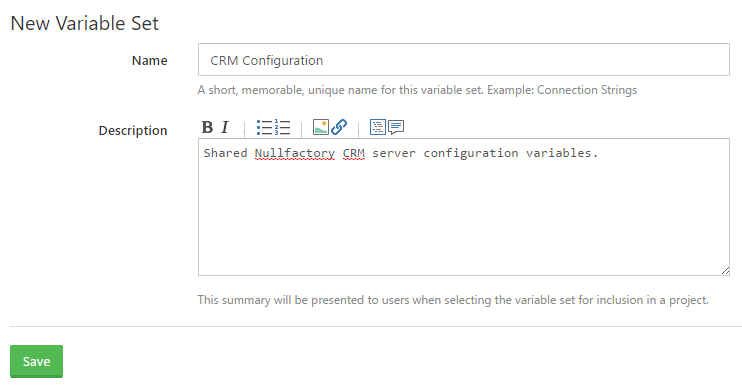 New Variable Set
Name
CRM Configuration
A short, memorable, unique name for this variable set. Example: Connection Strings
Description
B I
Shared Nullfactory CRM server configuration variables.
This summary will be presented to users when selecting the variable set for inclusion in a project.
Save